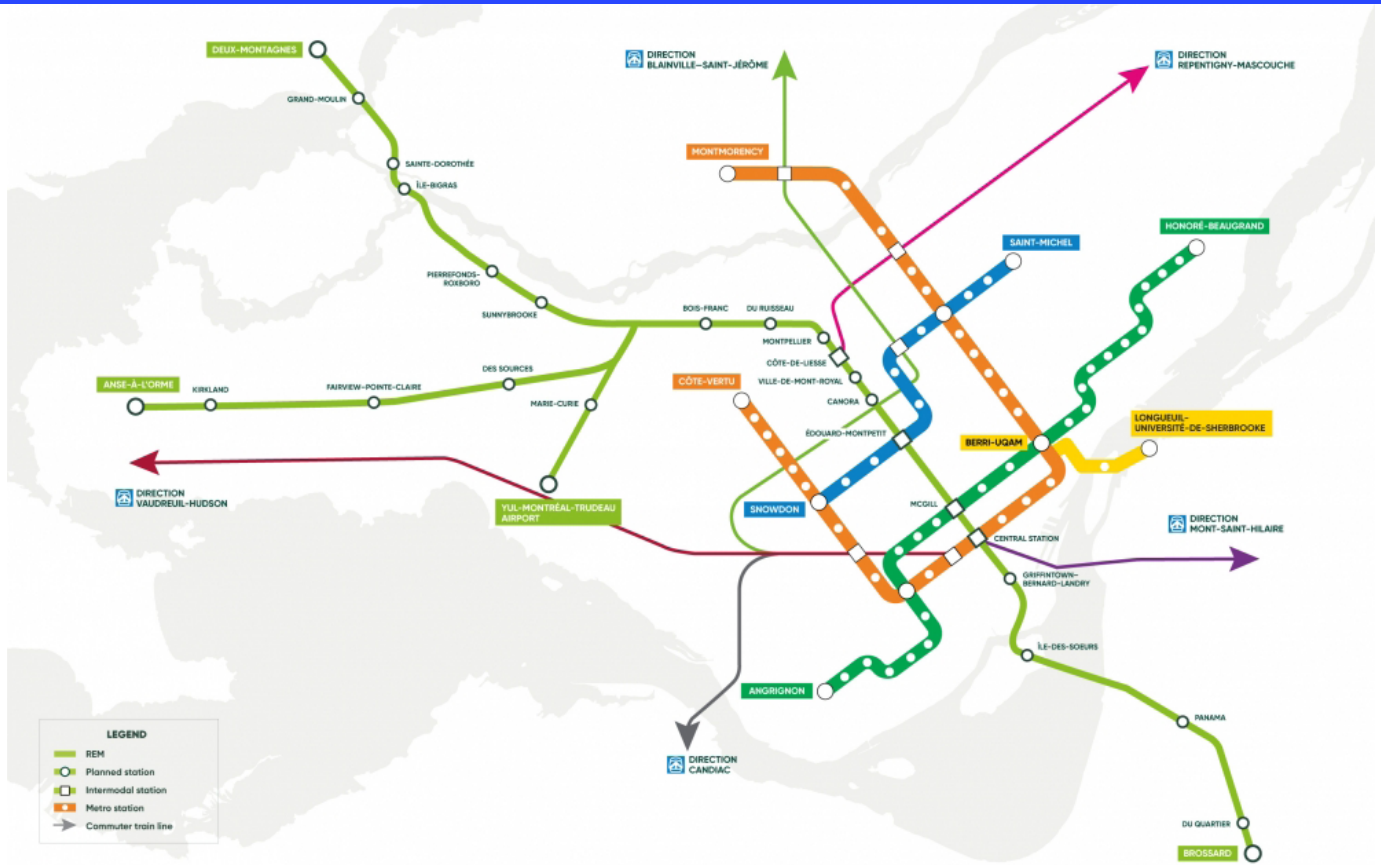 DEUX-MONTAGNES
GRAND-MOULIN
SAINTE-DOROTHÉE
ÎLE-BIGRAS
PIERREFONDS-
ROXBORO
SUNNYBROOKE
BOIS-FRANC
DU RUISSEAU
MONTPELLIER
CÔTE-DE-LIESSE
VILLE-DE-MONT-ROYAL
CANORA
ÉDOUARD-MONTPETIT
MCGILL
CENTRAL STATION
GRIFFINTOWN–
BERNARD-LANDRY
ÎLE-DES-SOEURS
PANAMA
DU QUARTIER
BROSSARD
ANSE-À-L'ORME
KIRKLAND
FAIRVIEW-POINTE-CLAIRE
DES SOURCES
MARIE-CURIE
YUL-MONTRÉAL-TRUDEAU
AIRPORT
DIRECTION
BLAINVILLE—SAINT-JÉRÔME
DIRECTION
REPENTIGNY-MASCOUCHE
MONTMORENCY
SAINT-MICHEL
HONORÉ-BEAUGRAND
CÔTE-VERTU
BERRI-UQAM
LONGUEUIL-
UNIVERSITÉ-DE-SHERBROOKE
SNOWDON
ANGRIGNON
DIRECTION
VAUDREUIL-HUDSON
DIRECTION
MONT-SAINT-HILAIRE
DIRECTION
CANDIAC
LEGEND
REM
Planned station
Intermodal station
Metro station
Commuter train line